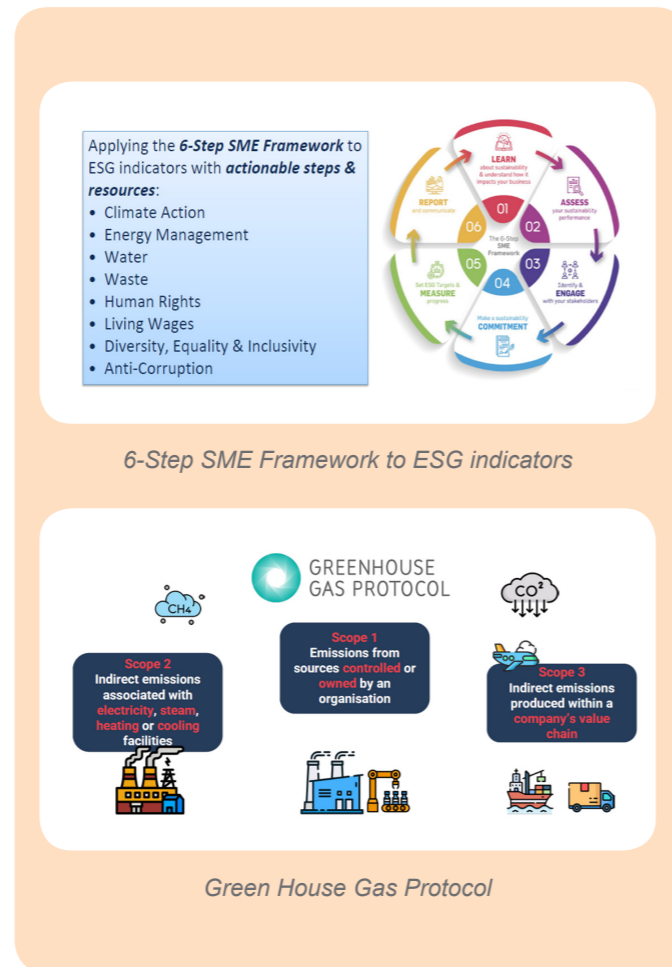 Applying the 6-Step SME Framework to
ESG indicators with actionable steps &
resources:
• Climate Action
• Energy Management
• Water
• Waste
• Human Rights
• Living Wages
• Diversity, Equality & Inclusivity
• Anti-Corruption
LEARN
about sustainability
& understand how it
impacts your business
01
ASSESS
your sustainability
performance
02
Identify &
ENGAGE
with your stakeholders
03
Make a sustainability
COMMITMENT
04
Set ESG Targets &
MEASURE
progress
05
REPORT
and communicate
06
The 6-Step
SME
Framework
6-Step SME Framework to ESG indicators
GREENHOUSE
GAS PROTOCOL
CH4
CO2
Scope 2
Indirect emissions
associated with
electricity, steam,
heating or cooling
facilities
Scope 1
Emissions from
sources controlled or
owned by an
organisation
Scope 3
Indirect emissions
produced within a
company's value
chain
Green House Gas Protocol